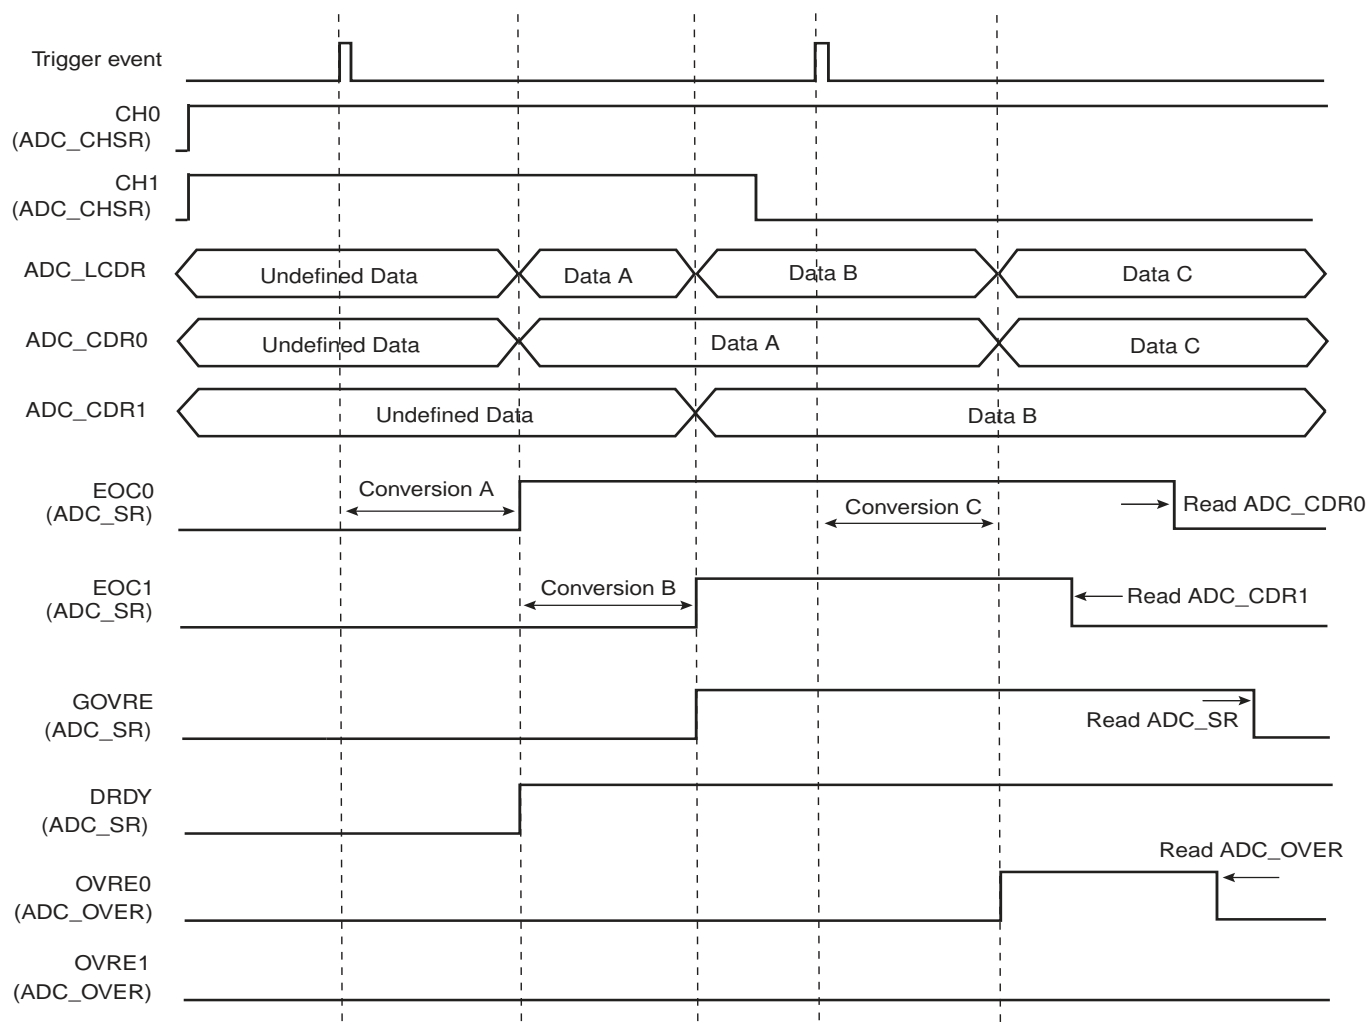 Trigger event
CH0
(ADC_CHSR)
CH1
(ADC_CHSR)
ADC_LCDR
Undefined Data
Data A
Data B
Data C
ADC_CDR0
Undefined Data
Data A
Data C
ADC_CDR1
Undefined Data
Data B
EOC0
(ADC_SR)
Conversion A
Conversion C
Read ADC_CDR0
EOC1
(ADC_SR)
Conversion B
Read ADC_CDR1
GOVRE
(ADC_SR)
Read ADC_SR
DRDY
(ADC_SR)
Read ADC_OVER
OVRE0
(ADC_OVER)
OVRE1
(ADC_OVER)